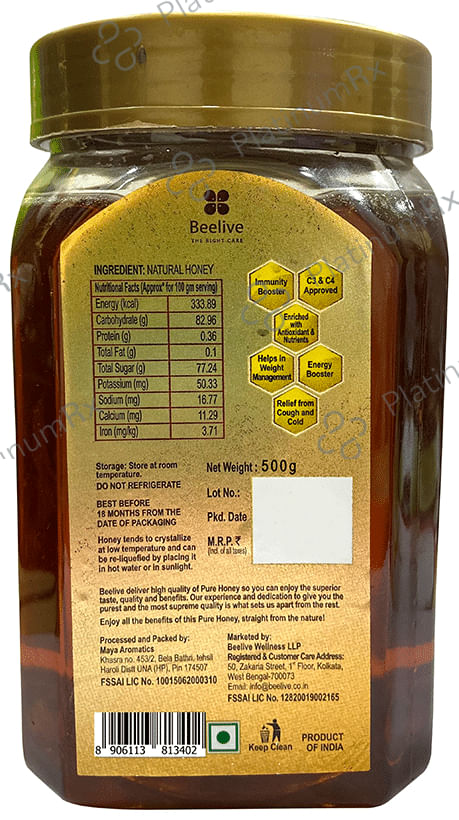 Beelive
THE RIGHT CARE
INGREDIENT: NATURAL HONEY
Nutritional Facts (Approx* for 100 gm serving)
Energy (kcal) 333.89
Carbohydrate (g) 82.96
Protein (g) 0.36
Total Fat (g) 0.1
Total Sugar (g) 77.24
Potassium (mg) 50.33
Sodium (mg) 16.77
Calcium (mg) 11.29
Iron (mg/kg) 3.71
Immunity
Booster
C3 & C4
Approved
Enriched
with
Antioxidant &
Nutrients
Helps in
Weight
Management
Energy
Booster
Relief from
Cough and
Cold
Storage: Store at room
temperature.
DO NOT REFRIGERATE
BEST BEFORE
18 MONTHS FROM THE
DATE OF PACKAGING
Honey tends to crystallize
at low temperature and can
be re-liquefied by placing it
in hot water or in sunlight.
Net Weight : 500g
Lot No.:
Pkd. Date
M.R.P. ₹
(Incl. of all taxes)
Beelive deliver high quality of Pure Honey so you can enjoy the superior
taste, quality and benefits. Our experience and dedication to give you the
purest and the most supreme quality is what sets us apart from the rest.
Enjoy all the benefits of this Pure Honey, straight from the natural!
Processed and Packed by:
Maya Aromatics
Khasra no. 453/2, Bela Bathri, tehsil
Haroli Distt UNA (HP), Pin 174507
FSSAI LIC No. 10015062000310
Marketed by:
Beelive Wellness LLP
Registered & Customer Care Address:
50, Zakaria Street, 1st Floor, Kolkata,
West Bengal-700073
Email: info@beelive.co.in
FSSAI LIC No. 12820019002165
8 906113 813402
Keep Clean
PRODUCT
OF INDIA
PlatinumRx
PlatinumRx
PlatinumRx